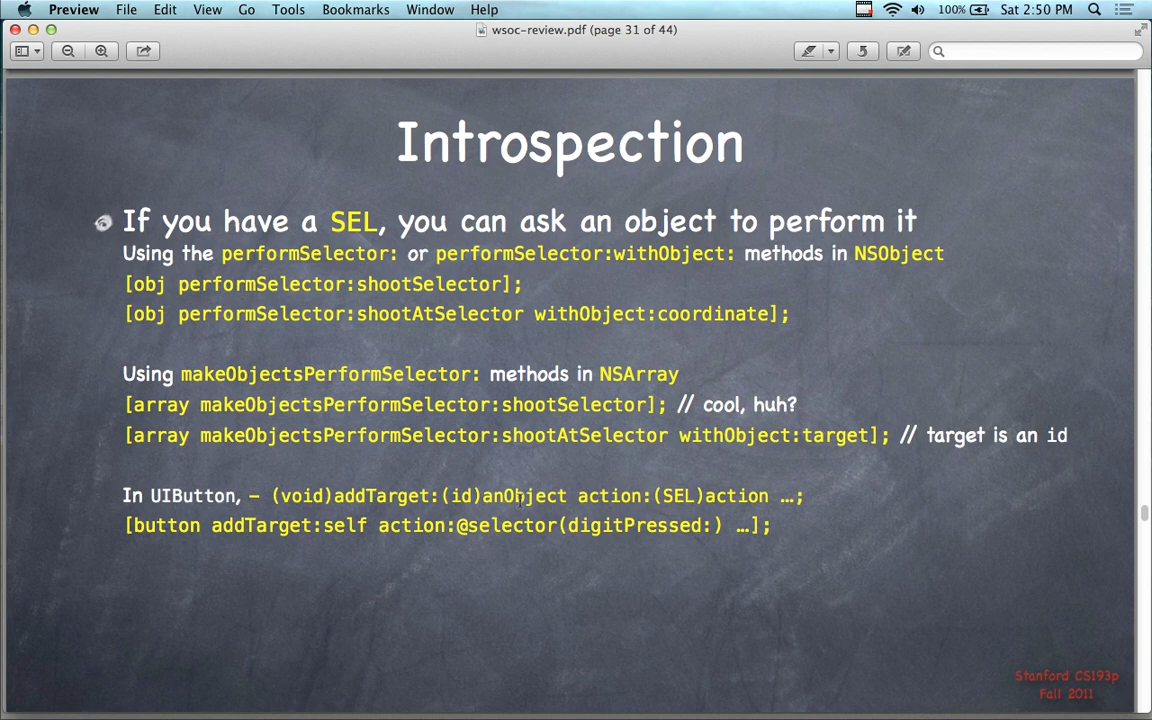 Preview File Edit View Go Tools Bookmarks Window Help 100% Sat 2:50 PM
wsoc-review.pdf (page 31 of 44)
Introspection
If you have a SEL, you can ask an object to perform it
Using the performSelector: or performSelector:withObject: methods in NSObject
[obj performSelector:shootSelector];
[obj performSelector:shootAtSelector withObject:coordinate];
Using makeObjectsPerformSelector: methods in NSArray
[array makeObjectsPerformSelector:shootSelector]; // cool, huh?
[array makeObjectsPerformSelector:shootAtSelector withObject:target]; // target is an id
In UIButton, - (void)addTarget:(id)anObject action:(SEL)action …;
[button addTarget:self action:@selector(digitPressed:) …];
Stanford CS193p
Fall 2011